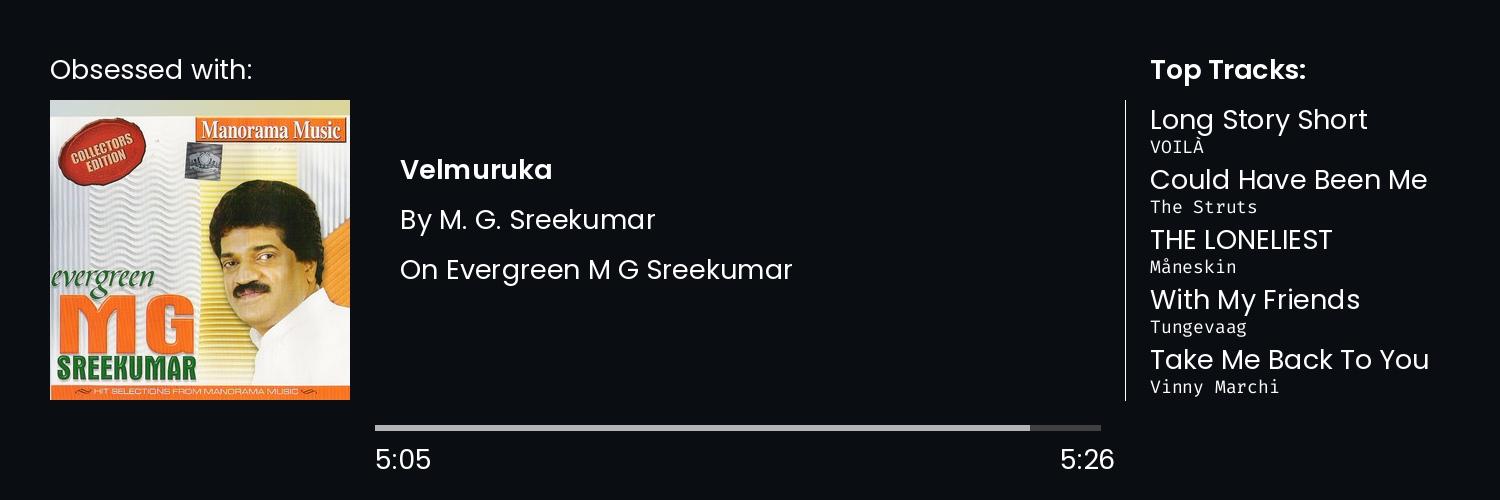 Obsessed with:
COLLECTORS
EDITION
Manorama Music
evergreen
MG
SREEKUMAR
HIT SELECTIONS FROM MANORAMA MUSIC
Velmuruka
By M. G. Sreekumar
On Evergreen M G Sreekumar
5:05
5:26
Top Tracks:
Long Story Short
VOILÀ
Could Have Been Me
The Struts
THE LONELIEST
Måneskin
With My Friends
Tungevaag
Take Me Back To You
Vinny Marchi